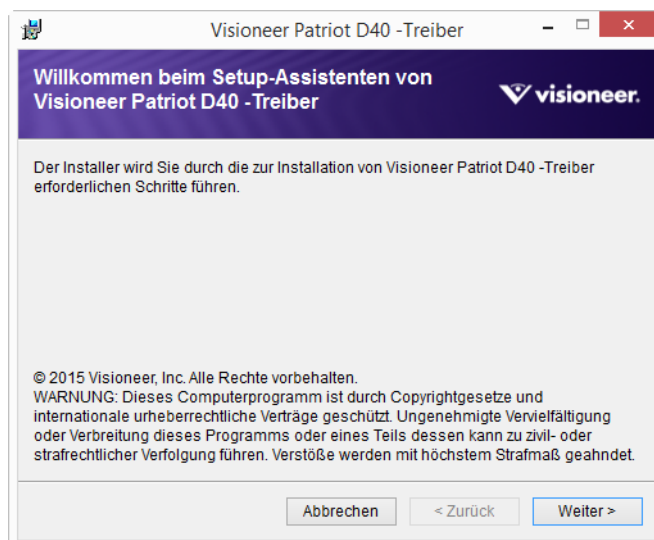 Visioneer Patriot D40 -Treiber
Willkommen beim Setup-Assistenten von
Visioneer Patriot D40 -Treiber
visioneer.
Der Installer wird Sie durch die zur Installation von Visioneer Patriot D40 -Treiber
erforderlichen Schritte führen.
© 2015 Visioneer, Inc. Alle Rechte vorbehalten.
WARNUNG: Dieses Computerprogramm ist durch Copyrightgesetze und
internationale urheberrechtliche Verträge geschützt. Ungenehmigte Vervielfältigung
oder Verbreitung dieses Programms oder eines Teils dessen kann zu zivil- oder
strafrechtlicher Verfolgung führen. Verstöße werden mit höchstem Strafmaß geahndet.
Abbrechen < Zurück Weiter >